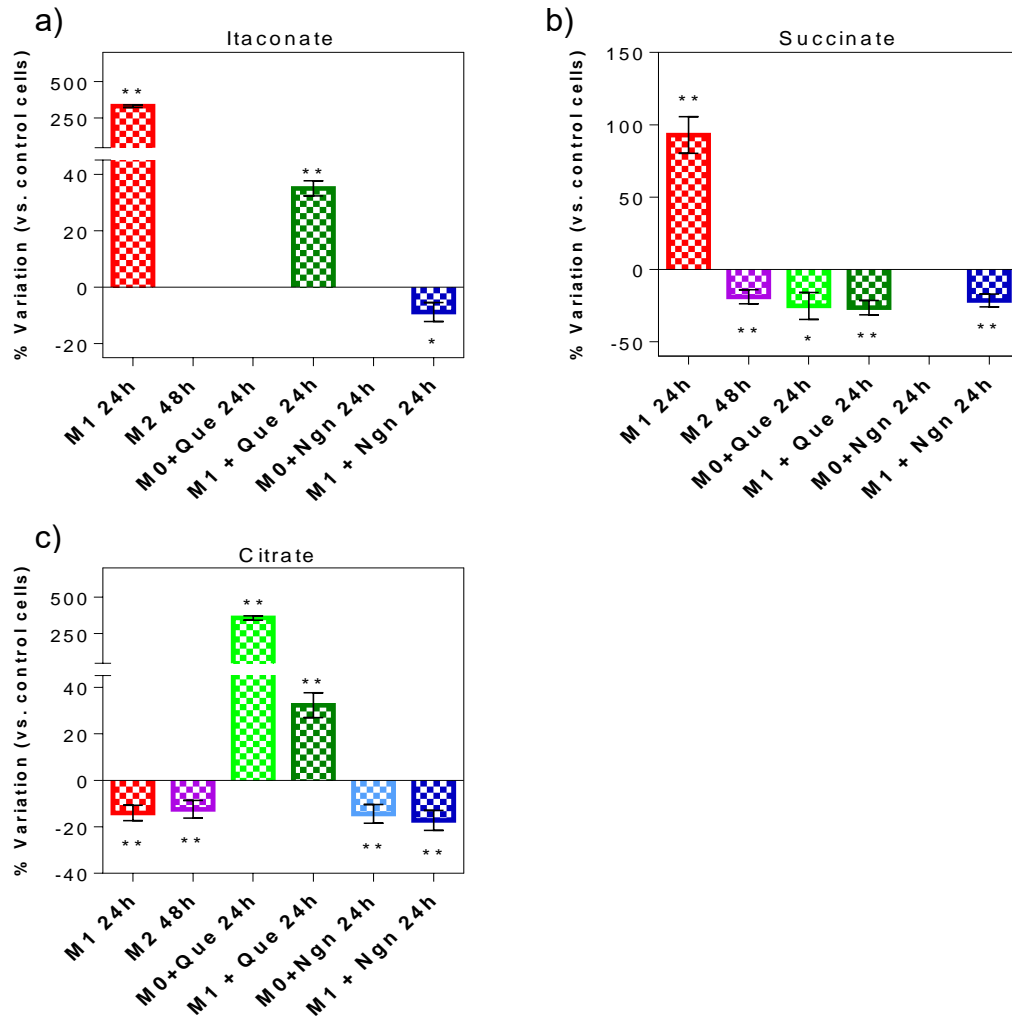 a)
Itaconate
% Variation (vs. control cells)
500
250
40
20
0
-20
**
**
*
M1 24h
M2 48h
M0+Que 24h
M1 + Que 24h
M0+Ngn 24h
M1 + Ngn 24h
b)
Succinate
% Variation (vs. control cells)
150
100
50
0
-50
**
**
*
**
**
M1 24h
M2 48h
M0+Que 24h
M1 + Que 24h
M0+Ngn 24h
M1 + Ngn 24h
c)
Citrate
% Variation (vs. control cells)
500
250
40
20
0
-20
-40
**
**
**
**
**
**
M1 24h
M2 48h
M0+Que 24h
M1 + Que 24h
M0+Ngn 24h
M1 + Ngn 24h